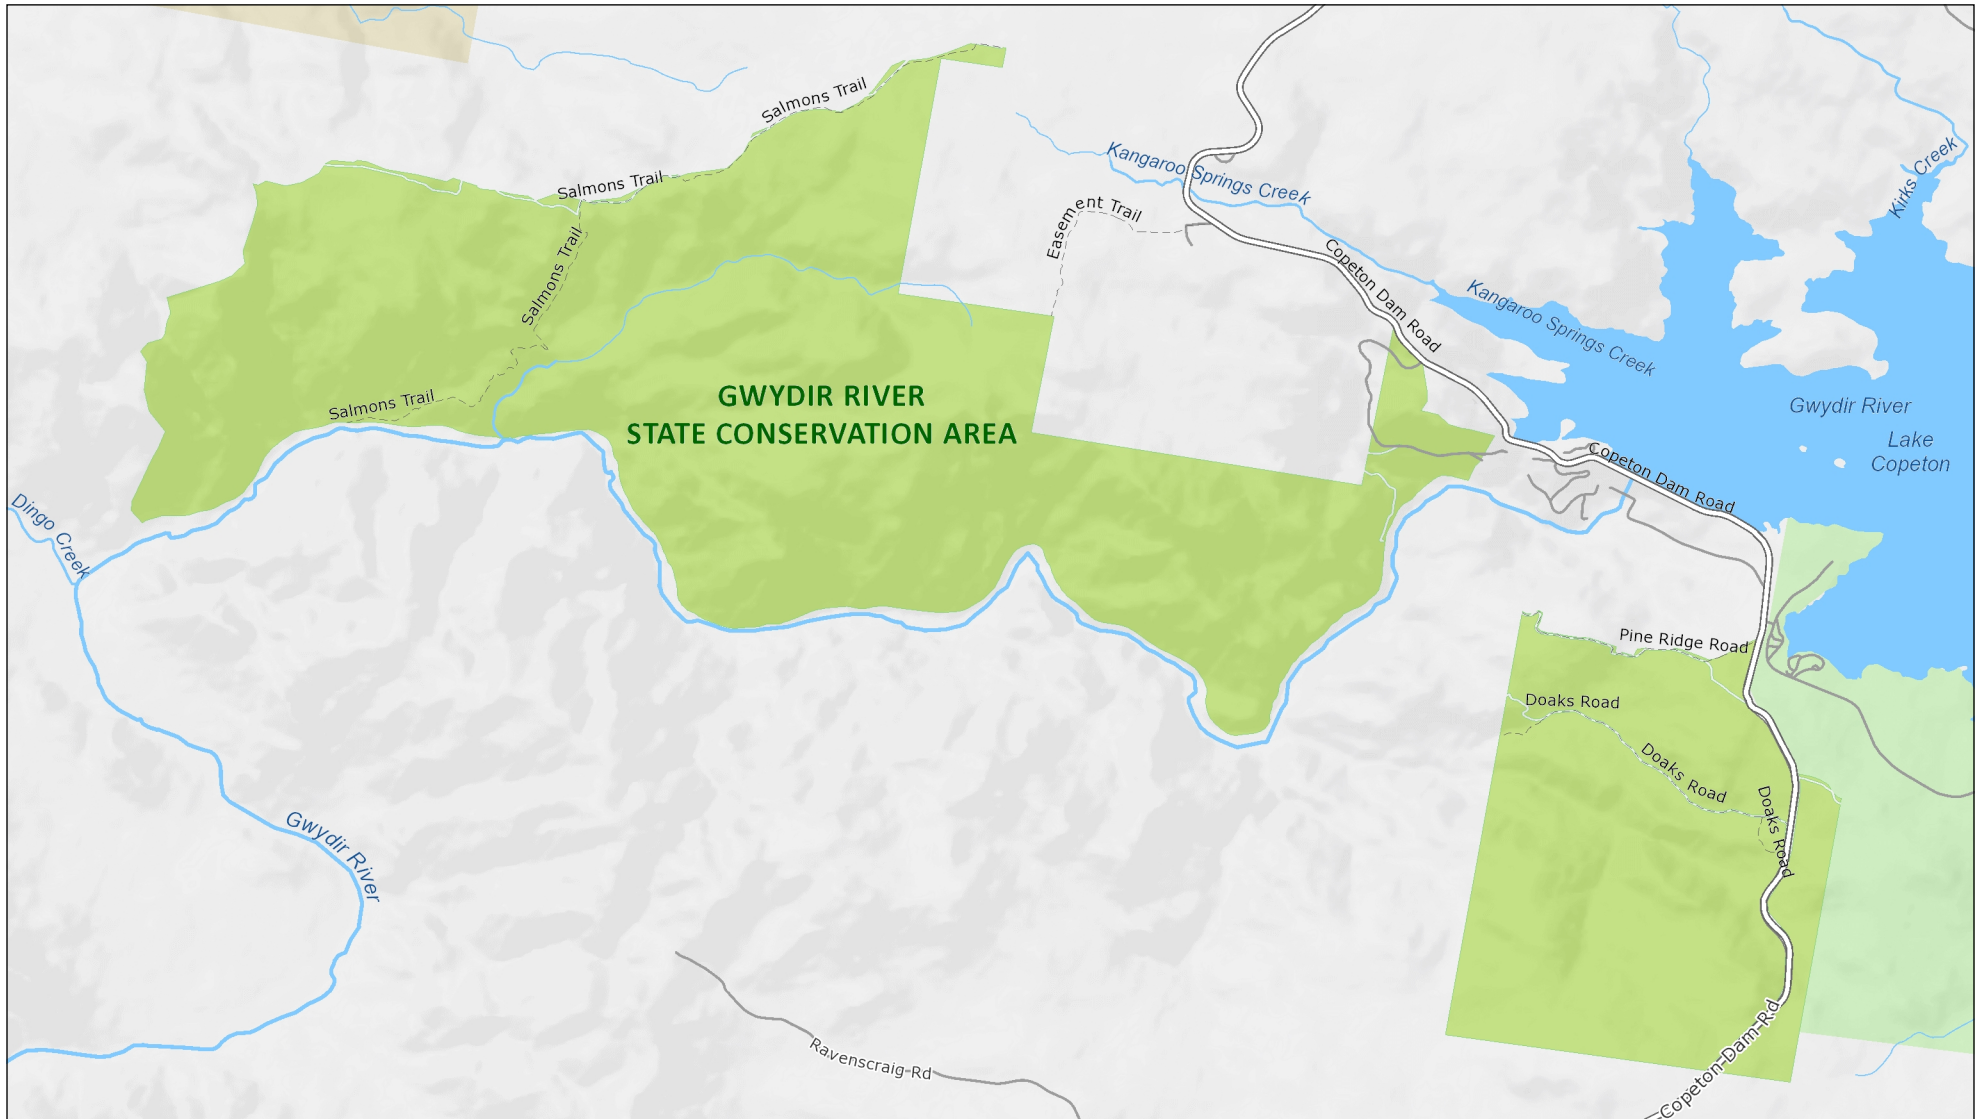 Salmons Trail
Kangaroo Springs Creek
Kirks Creek
Salmons Trail
Easement Trail
Salmons Trail
Copeton Dam Road
Kangaroo Springs Creek
Salmons Trail
GWYDIR RIVER
STATE CONSERVATION AREA
Gwydir River
Lake
Copeton
Copeton Dam Road
Dingo Creek
Pine Ridge Road
Doaks Road
Doaks Road
Doaks Road
Gwydir River
Ravenscraig Rd
Copeton Dam Rd